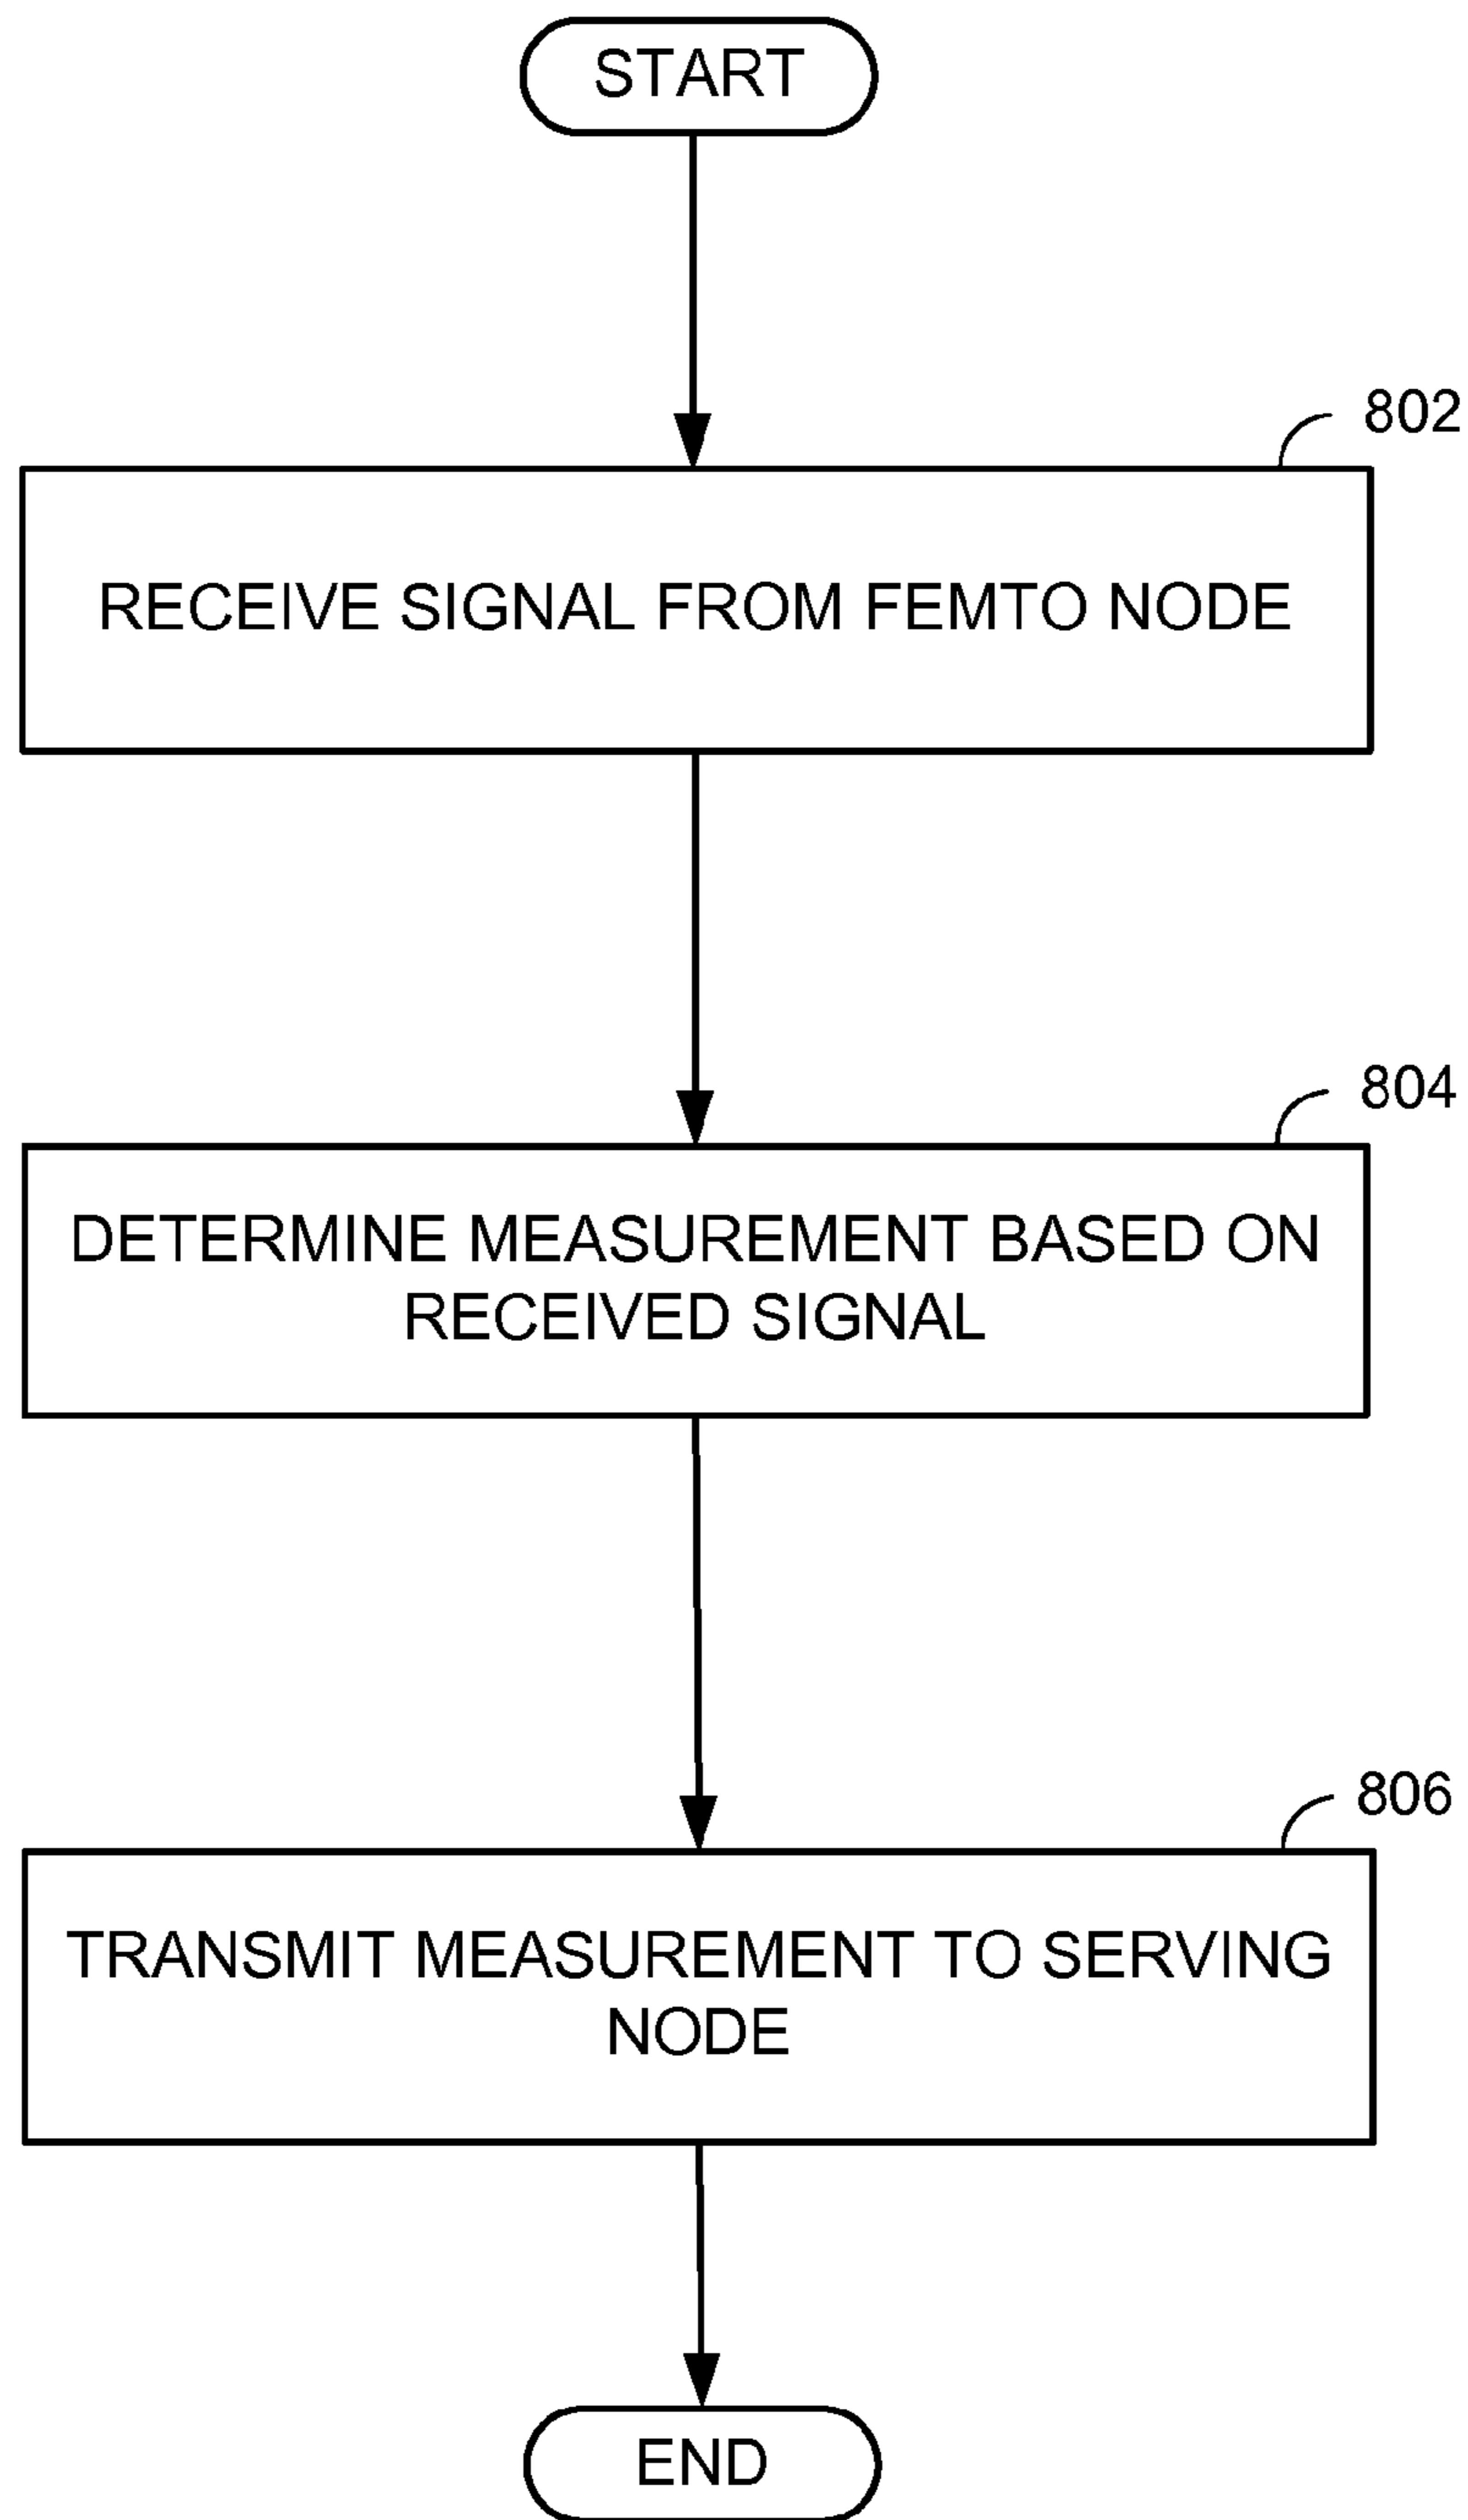 START
802
RECEIVE SIGNAL FROM FEMTO NODE
804
DETERMINE MEASUREMENT BASED ON
RECEIVED SIGNAL
806
TRANSMIT MEASUREMENT TO SERVING
NODE
END